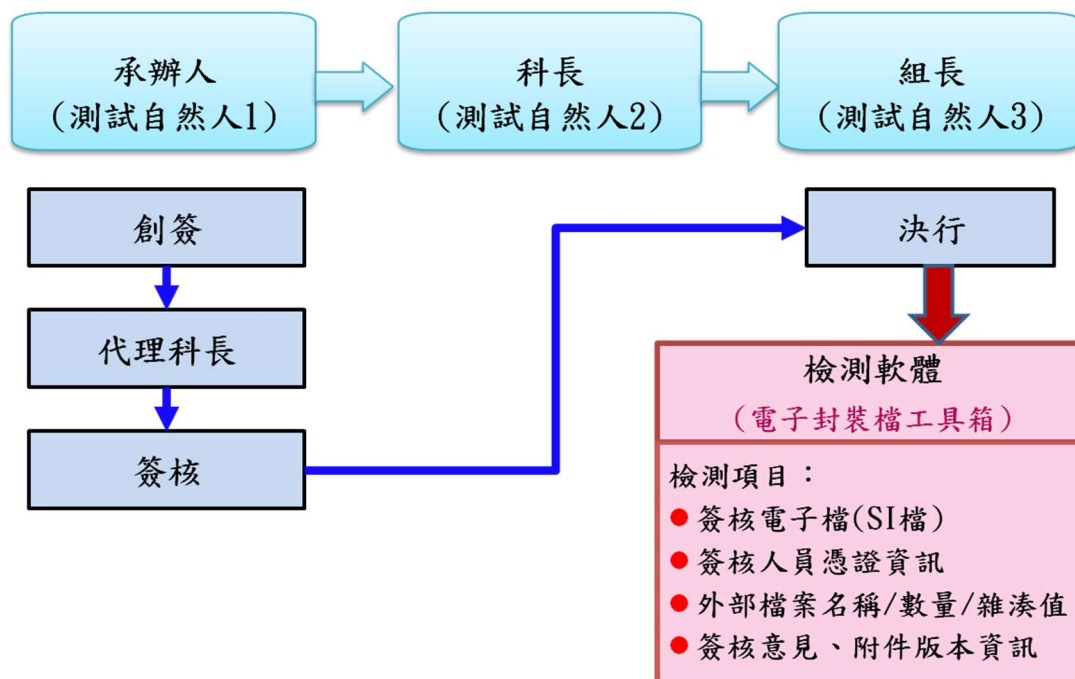 承辦人
(測試自然人1)
科長
(測試自然人2)
組長
(測試自然人3)
創簽
代理科長
簽核
決行
檢測軟體
(電子封裝檔工具箱)
檢測項目：
● 簽核電子檔(SI檔)
● 簽核人員憑證資訊
● 外部檔案名稱/數量/雜湊值
● 簽核意見、附件版本資訊